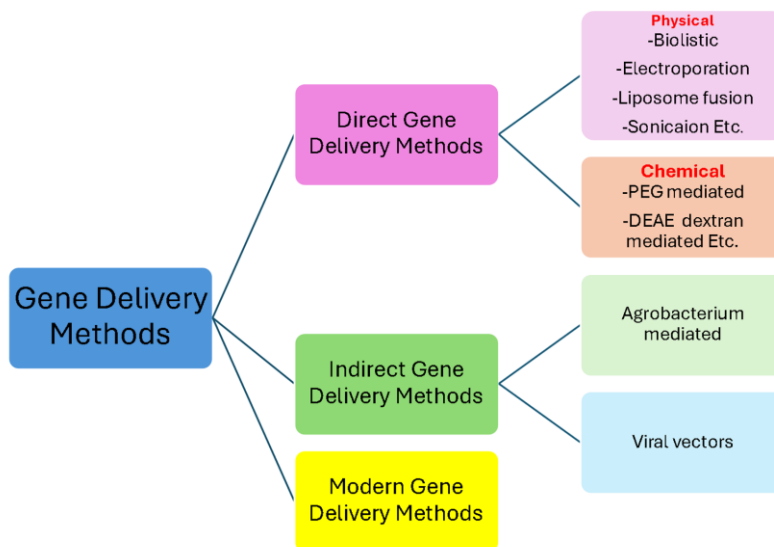 Gene Delivery
Methods
Direct Gene
Delivery Methods
Physical
-Biolistic
-Electroporation
-Liposome fusion
-Sonicaion Etc.
Chemical
-PEG mediated
-DEAE dextran
mediated Etc.
Indirect Gene
Delivery Methods
Agrobacterium
mediated
Viral vectors
Modern Gene
Delivery Methods